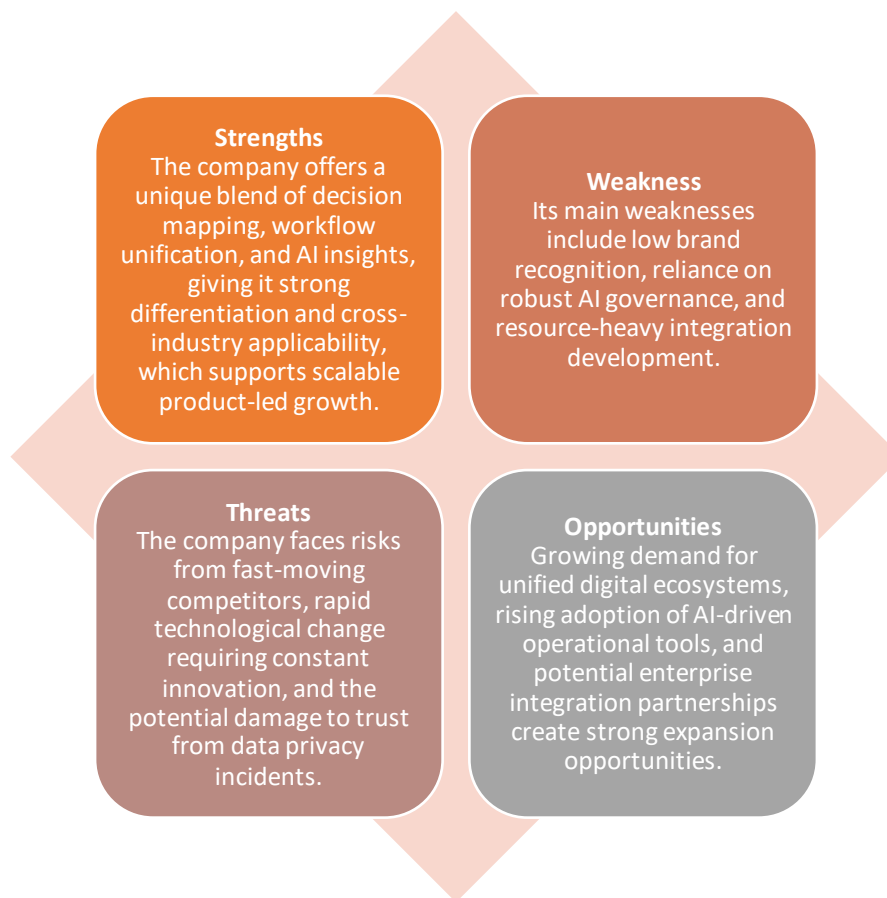 Strengths
The company offers a
unique blend of decision
mapping, workflow
unification, and AI insights,
giving it strong
differentiation and cross-
industry applicability,
which supports scalable
product-led growth.
Weakness
Its main weaknesses
include low brand
recognition, reliance on
robust AI governance, and
resource-heavy integration
development.
Threats
The company faces risks
from fast-moving
competitors, rapid
technological change
requiring constant
innovation, and the
potential damage to trust
from data privacy
incidents.
Opportunities
Growing demand for
unified digital ecosystems,
rising adoption of AI-driven
operational tools, and
potential enterprise
integration partnerships
create strong expansion
opportunities.